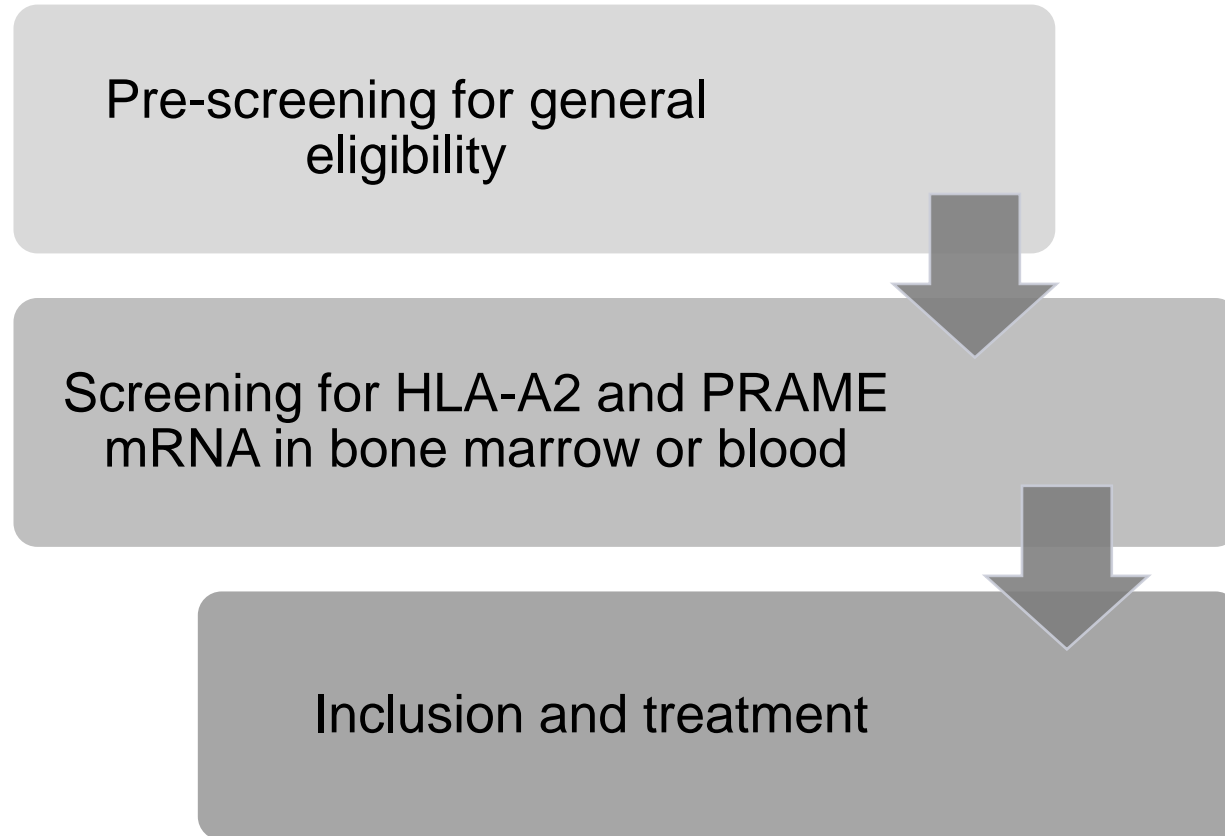 Pre-screening for general
eligibility
Screening for HLA-A2 and PRAME
mRNA in bone marrow or blood
Inclusion and treatment